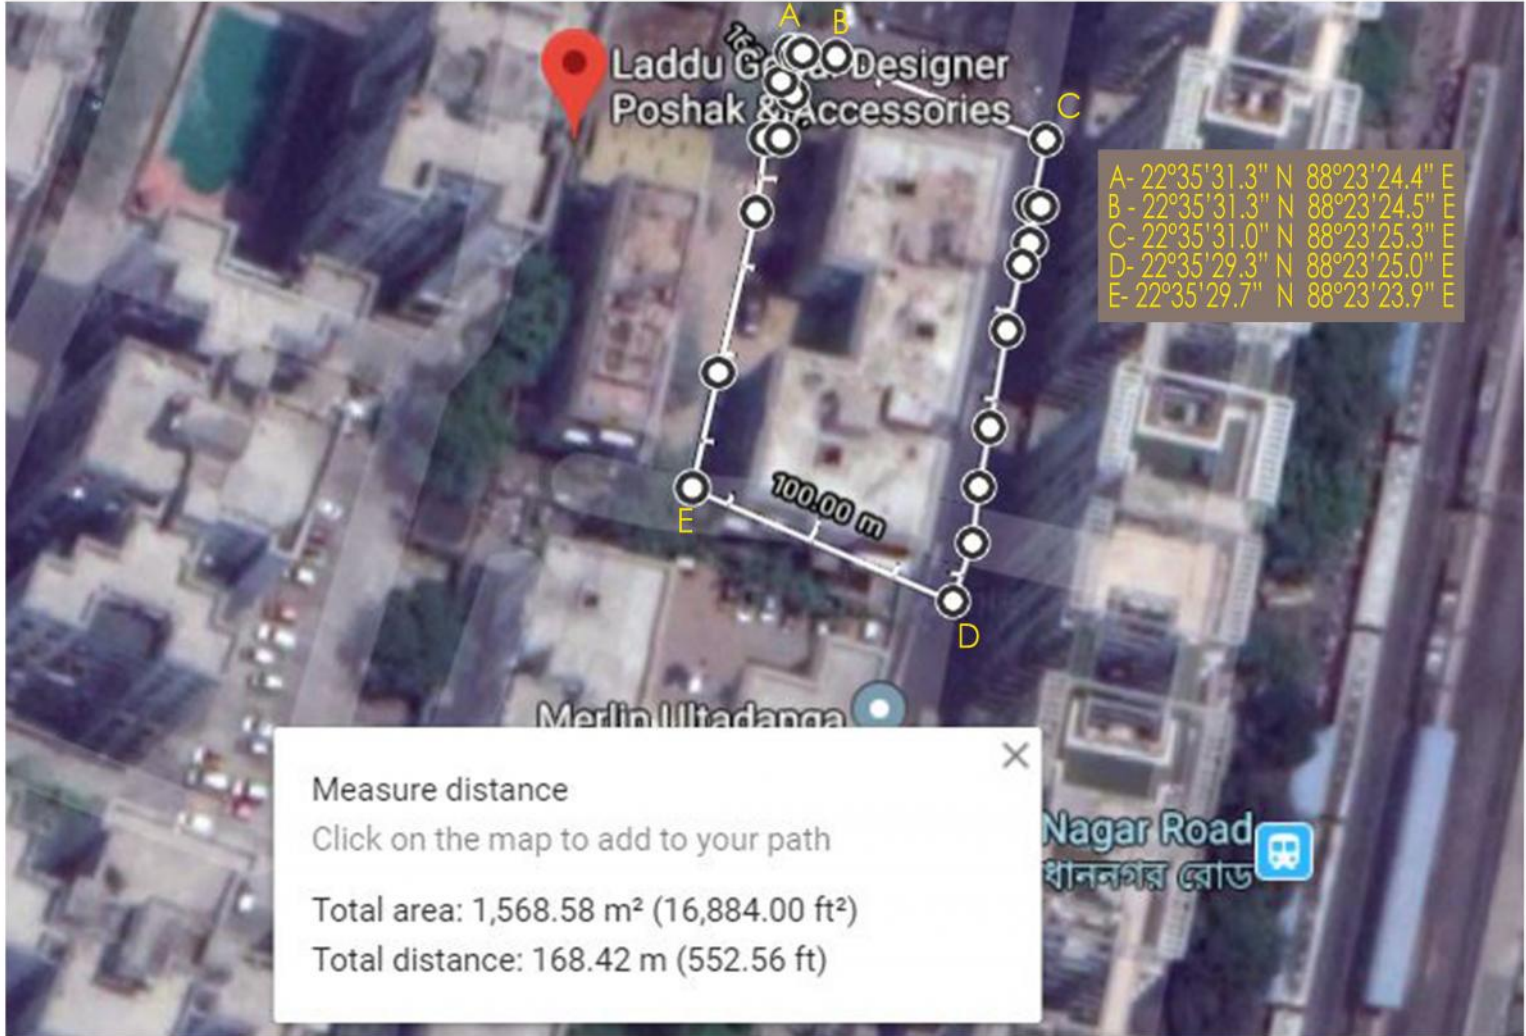 A
B
Laddu Gopal Designer
Poshak & Accessories
C
A- 22°35'31.3" N 88°23'24.4" E
B - 22°35'31.3" N 88°23'24.5" E
C- 22°35'31.0" N 88°23'25.3" E
D- 22°35'29.3" N 88°23'25.0" E
E- 22°35'29.7" N 88°23'23.9" E
100.00 m
E
D
Merlin Ultadanga
Measure distance
Click on the map to add to your path
Total area: 1,568.58 m² (16,884.00 ft²)
Total distance: 168.42 m (552.56 ft)
Nagar Road
ধাননগর রোড